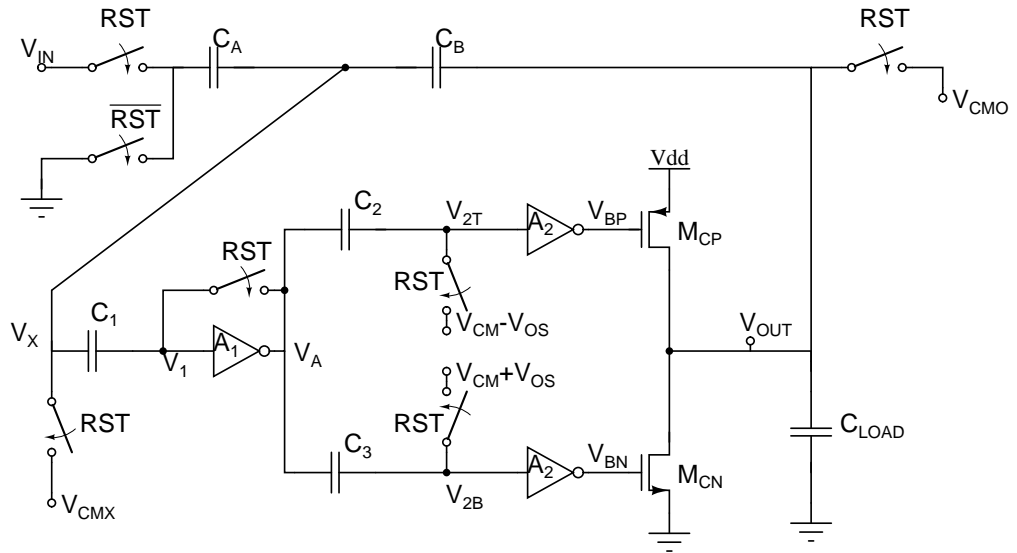 RST
RST
V_IN
C_A
C_B
V_CMO
R̅S̅T̅
Vdd
C_2
V_2T
A_2
V_BP
M_CP
RST
RST
V_CM-V_OS
C_1
V_X
V_1
A_1
V_A
V_OUT
V_CM+V_OS
RST
RST
C_LOAD
C_3
V_2B
A_2
V_BN
M_CN
V_CMX